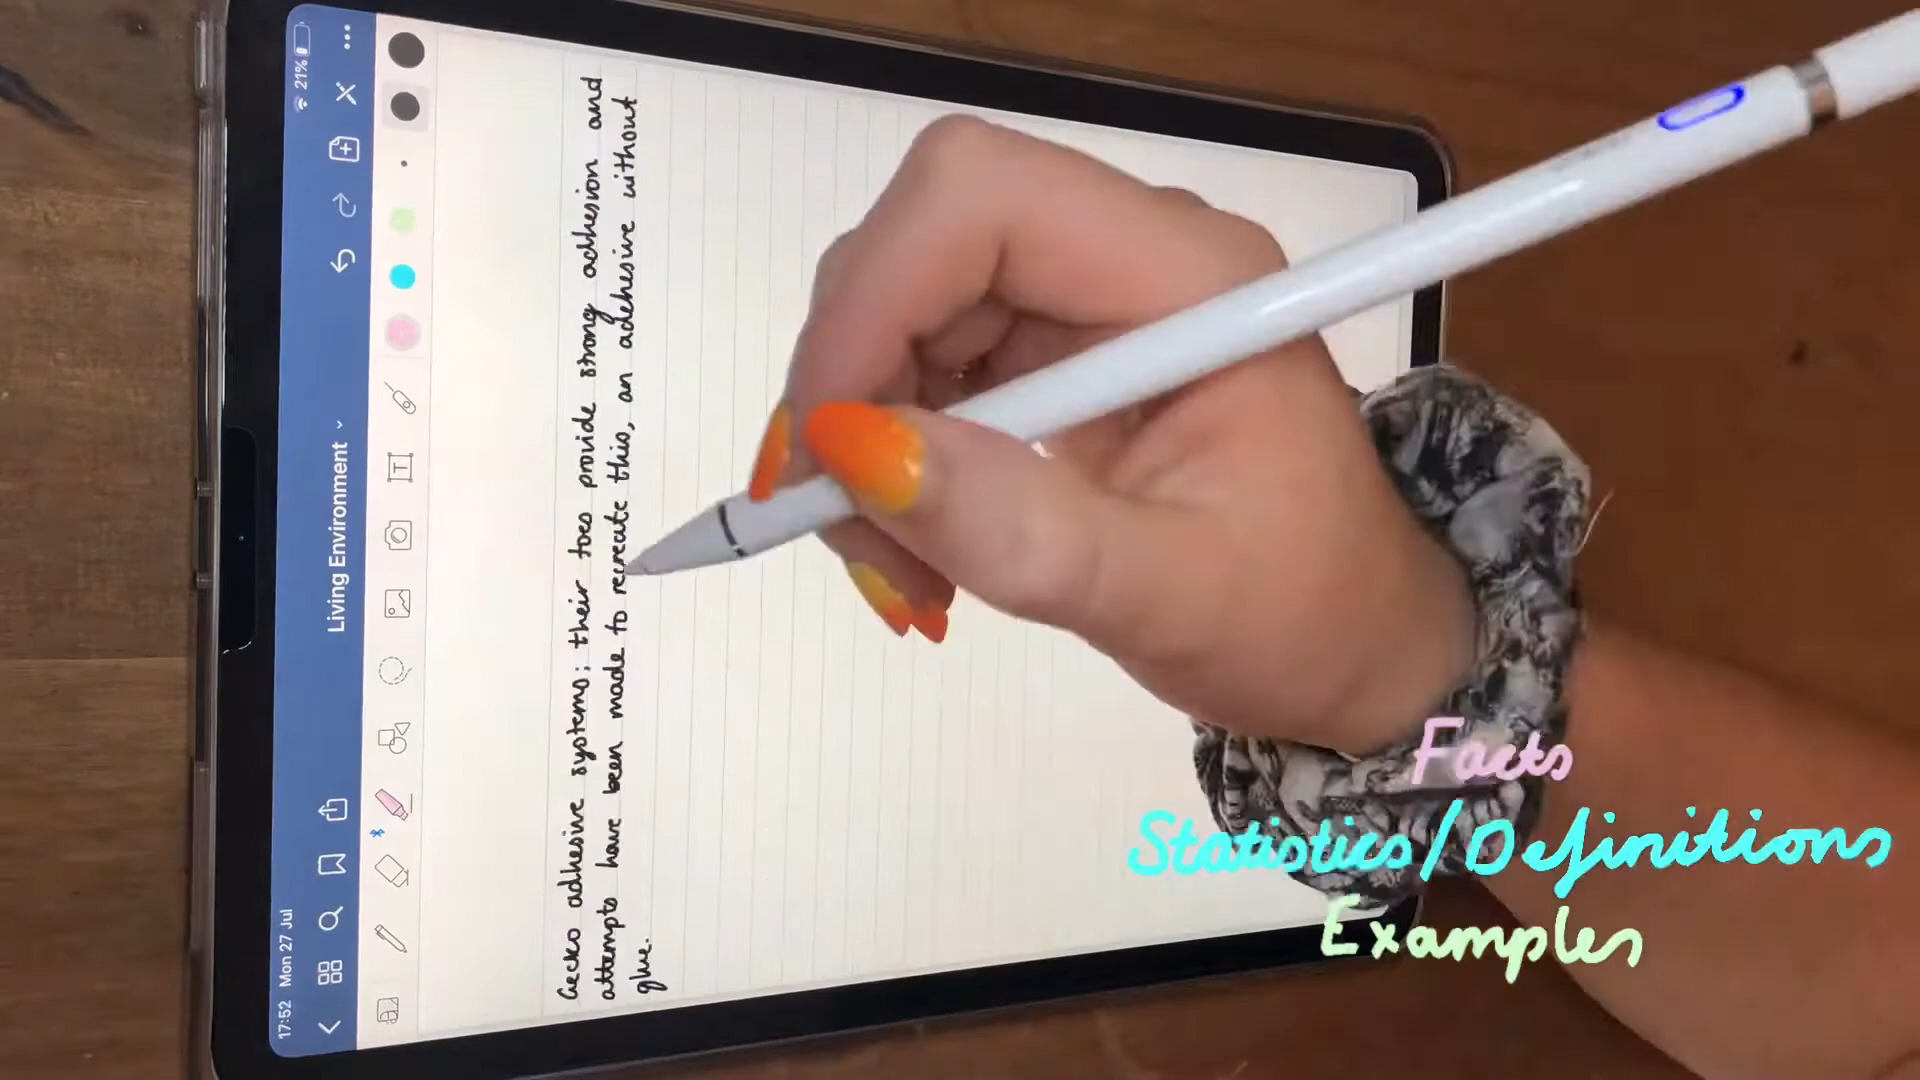 17:52 Mon 27 Jul
21%
Living Environment
Gecko adhesive systems; their toes provide strong adhesion and
attempts have been made to recreate this, an adhesive without
glue.
Facts
Statistics/Definitions
Examples